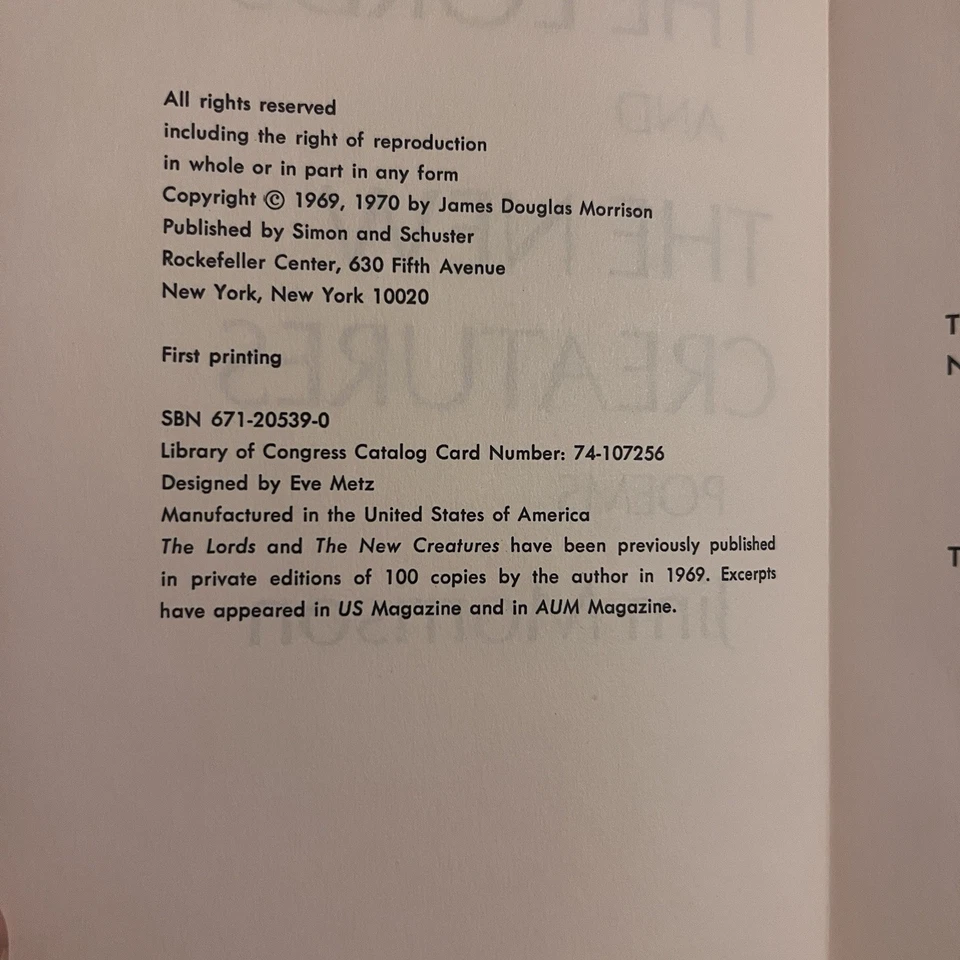 All rights reserved
including the right of reproduction
in whole or in part in any form
Copyright © 1969, 1970 by James Douglas Morrison
Published by Simon and Schuster
Rockefeller Center, 630 Fifth Avenue
New York, New York 10020
First printing
SBN 671-20539-0
Library of Congress Catalog Card Number: 74-107256
Designed by Eve Metz
Manufactured in the United States of America
The Lords and The New Creatures have been previously published
in private editions of 100 copies by the author in 1969. Excerpts
have appeared in US Magazine and in AUM Magazine.